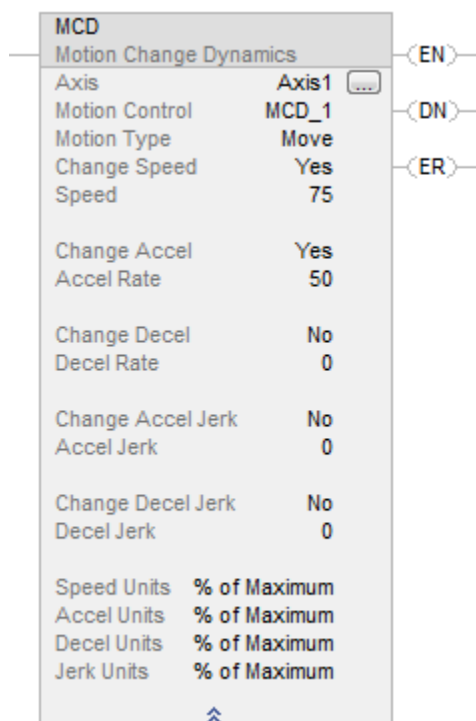 MCD
Motion Change Dynamics (EN)
Axis Axis1 ...
Motion Control MCD_1 (DN)
Motion Type Move
Change Speed Yes (ER)
Speed 75
Change Accel Yes
Accel Rate 50
Change Decel No
Decel Rate 0
Change Accel Jerk No
Accel Jerk 0
Change Decel Jerk No
Decel Jerk 0
Speed Units % of Maximum
Accel Units % of Maximum
Decel Units % of Maximum
Jerk Units % of Maximum